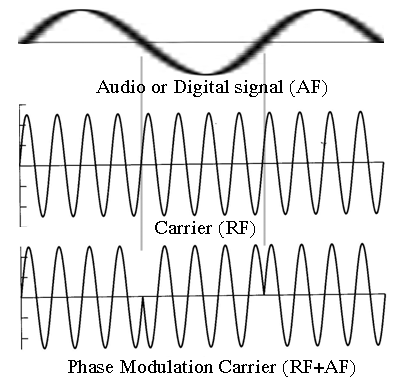 Audio or Digital signal (AF)
Carrier (RF)
Phase Modulation Carrier (RF+AF)